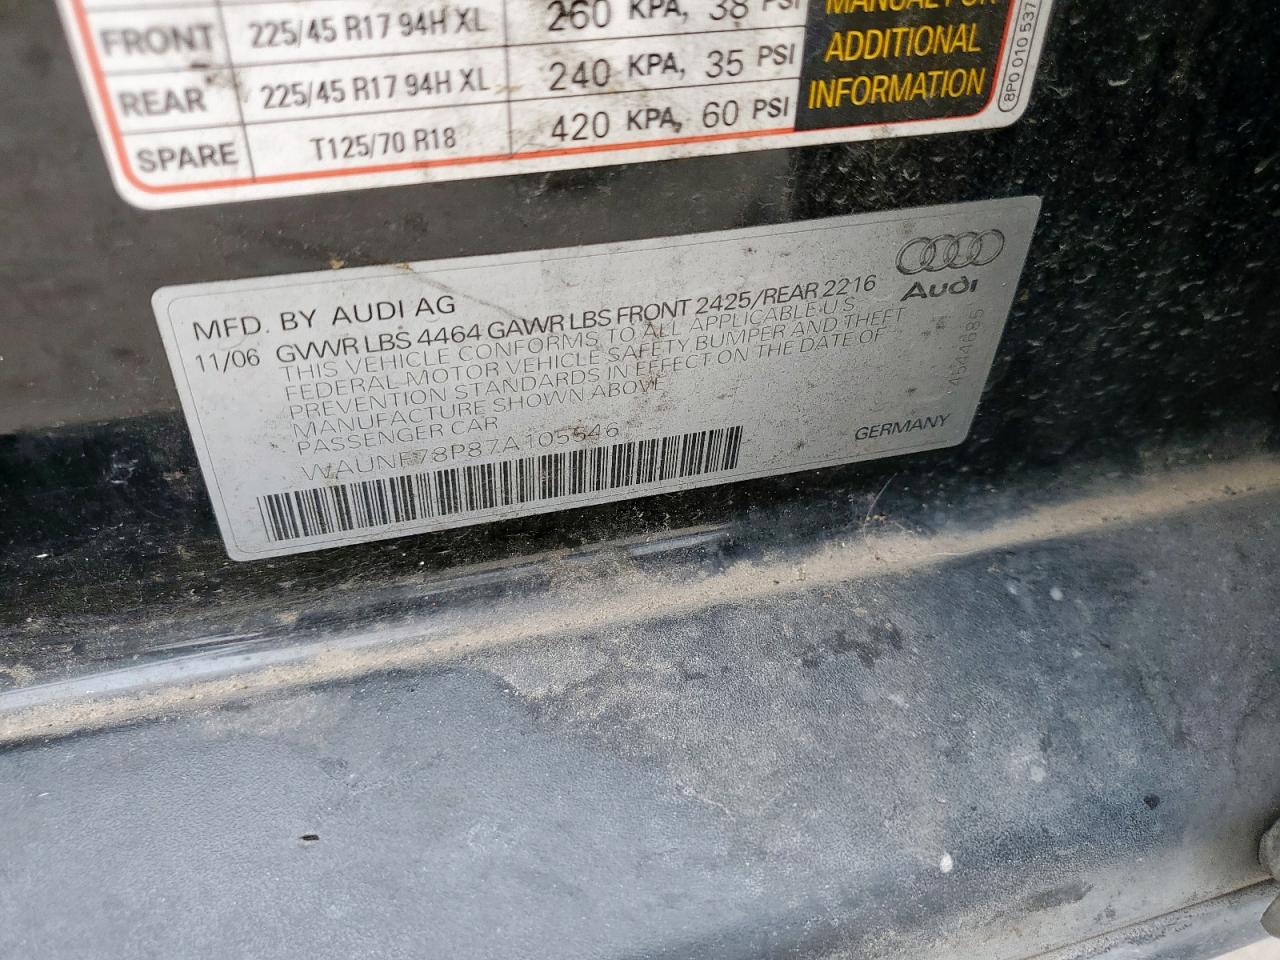 MANUAL FOR
FRONT 225/45 R17 94H XL 260 KPA, 38 PSI
ADDITIONAL
REAR 225/45 R17 94H XL 240 KPA, 35 PSI
INFORMATION
SPARE T125/70 R18 420 KPA, 60 PSI
8P0 010 537
Audi
MFD. BY AUDI AG
11/06 GVWR LBS 4464 GAWR LBS FRONT 2425/REAR 2216
THIS VEHICLE CONFORMS TO ALL APPLICABLE U.S.
FEDERAL MOTOR VEHICLE SAFETY BUMPER AND THEFT
PREVENTION STANDARDS IN EFFECT ON THE DATE OF
MANUFACTURE SHOWN ABOVE
PASSENGER CAR
WAUNF78P87A105546
GERMANY
4544685